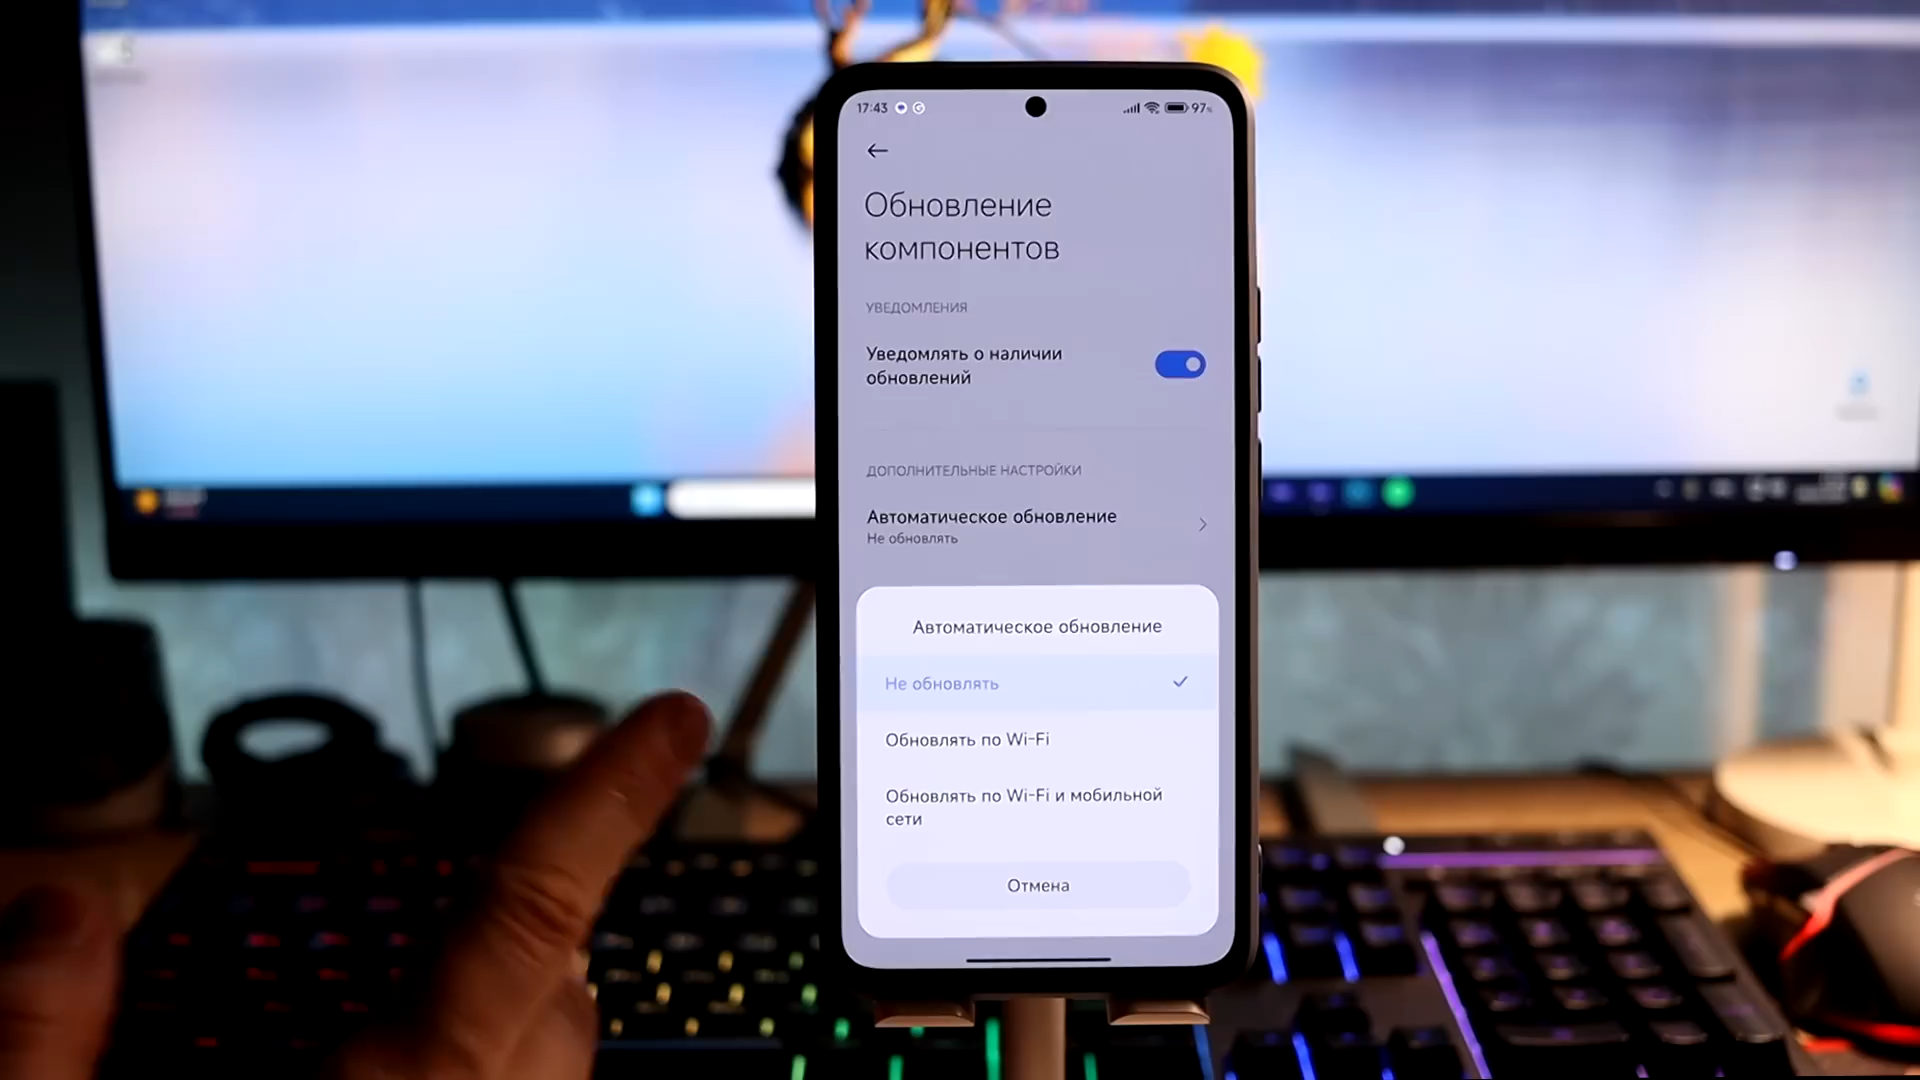 17:43
97%
Обновление
компонентов
УВЕДОМЛЕНИЯ
Уведомлять о наличии
обновлений
ДОПОЛНИТЕЛЬНЫЕ НАСТРОЙКИ
Автоматическое обновление
Не обновлять
Автоматическое обновление
Не обновлять
Обновлять по Wi-Fi
Обновлять по Wi-Fi и мобильной
сети
Отмена